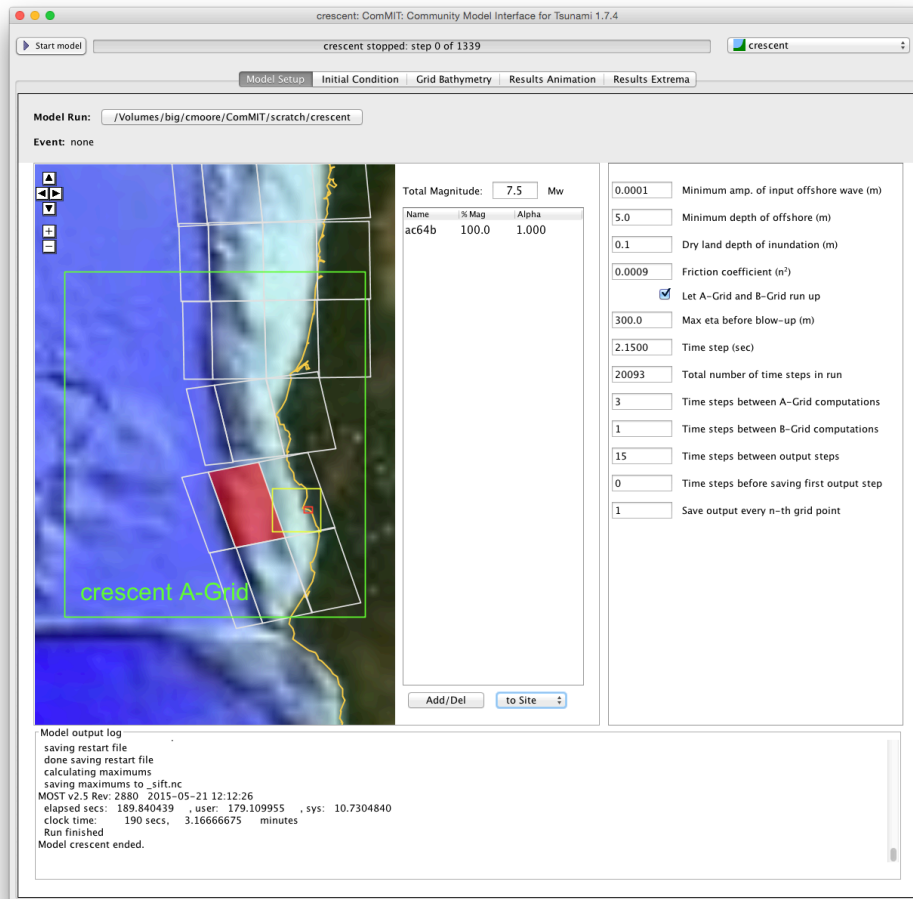 crescent: ComMIT: Community Model Interface for Tsunami 1.7.4
Start model
crescent stopped: step 0 of 1339
crescent
Model Setup
Initial Condition
Grid Bathymetry
Results Animation
Results Extrema
Model Run:
/Volumes/big/cmoore/ComMIT/scratch/crescent
Event: none
crescent A-Grid
Total Magnitude: 7.5 Mw
Name % Mag Alpha
ac64b 100.0 1.000
Add/Del
to Site
0.0001 Minimum amp. of input offshore wave (m)
5.0 Minimum depth of offshore (m)
0.1 Dry land depth of inundation (m)
0.0009 Friction coefficient (n²)
Let A-Grid and B-Grid run up
300.0 Max eta before blow-up (m)
2.1500 Time step (sec)
20093 Total number of time steps in run
3 Time steps between A-Grid computations
1 Time steps between B-Grid computations
15 Time steps between output steps
0 Time steps before saving first output step
1 Save output every n-th grid point
Model output log
saving restart file
done saving restart file
calculating maximums
saving maximums to _sift.nc
MOST v2.5 Rev: 2880 2015-05-21 12:12:26
elapsed secs: 189.840439 , user: 179.109955 , sys: 10.7304840
clock time: 190 secs, 3.16666675 minutes
Run finished
Model crescent ended.